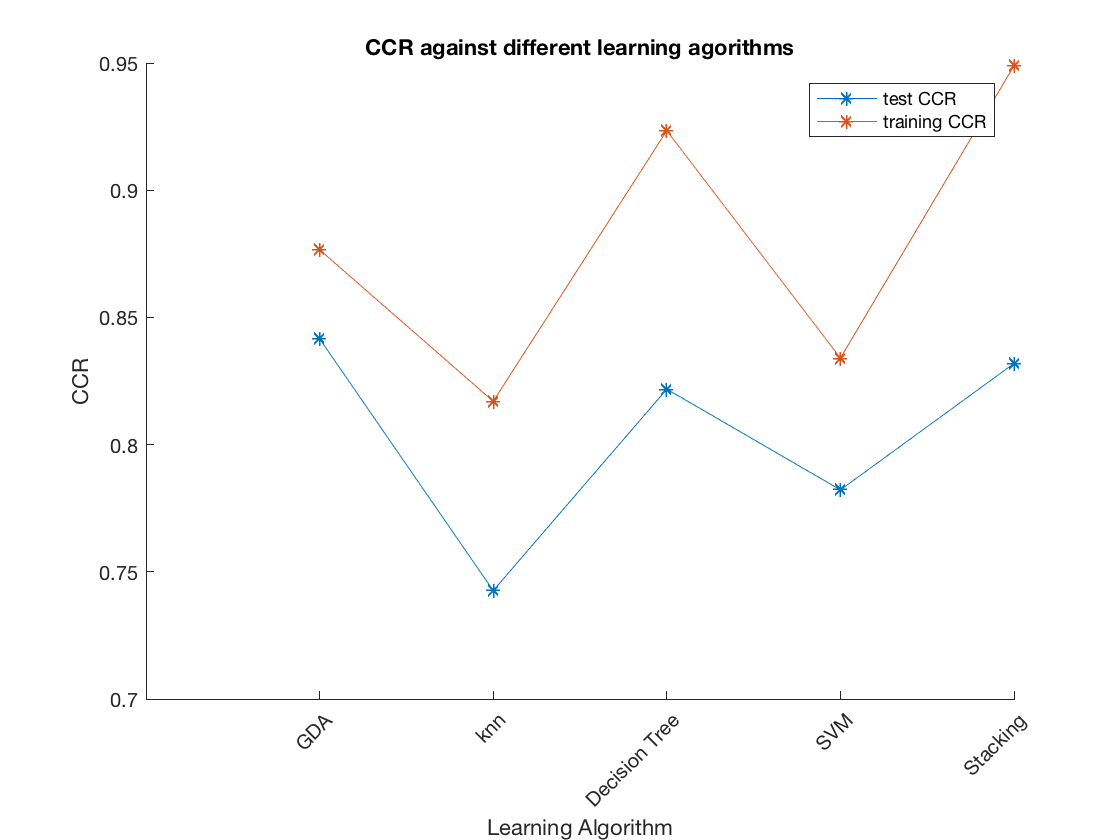 CCR against different learning agorithms
0.95
0.9
0.85
0.8
0.75
0.7
CCR
test CCR
training CCR
GDA
knn
Decision Tree
SVM
Stacking
Learning Algorithm